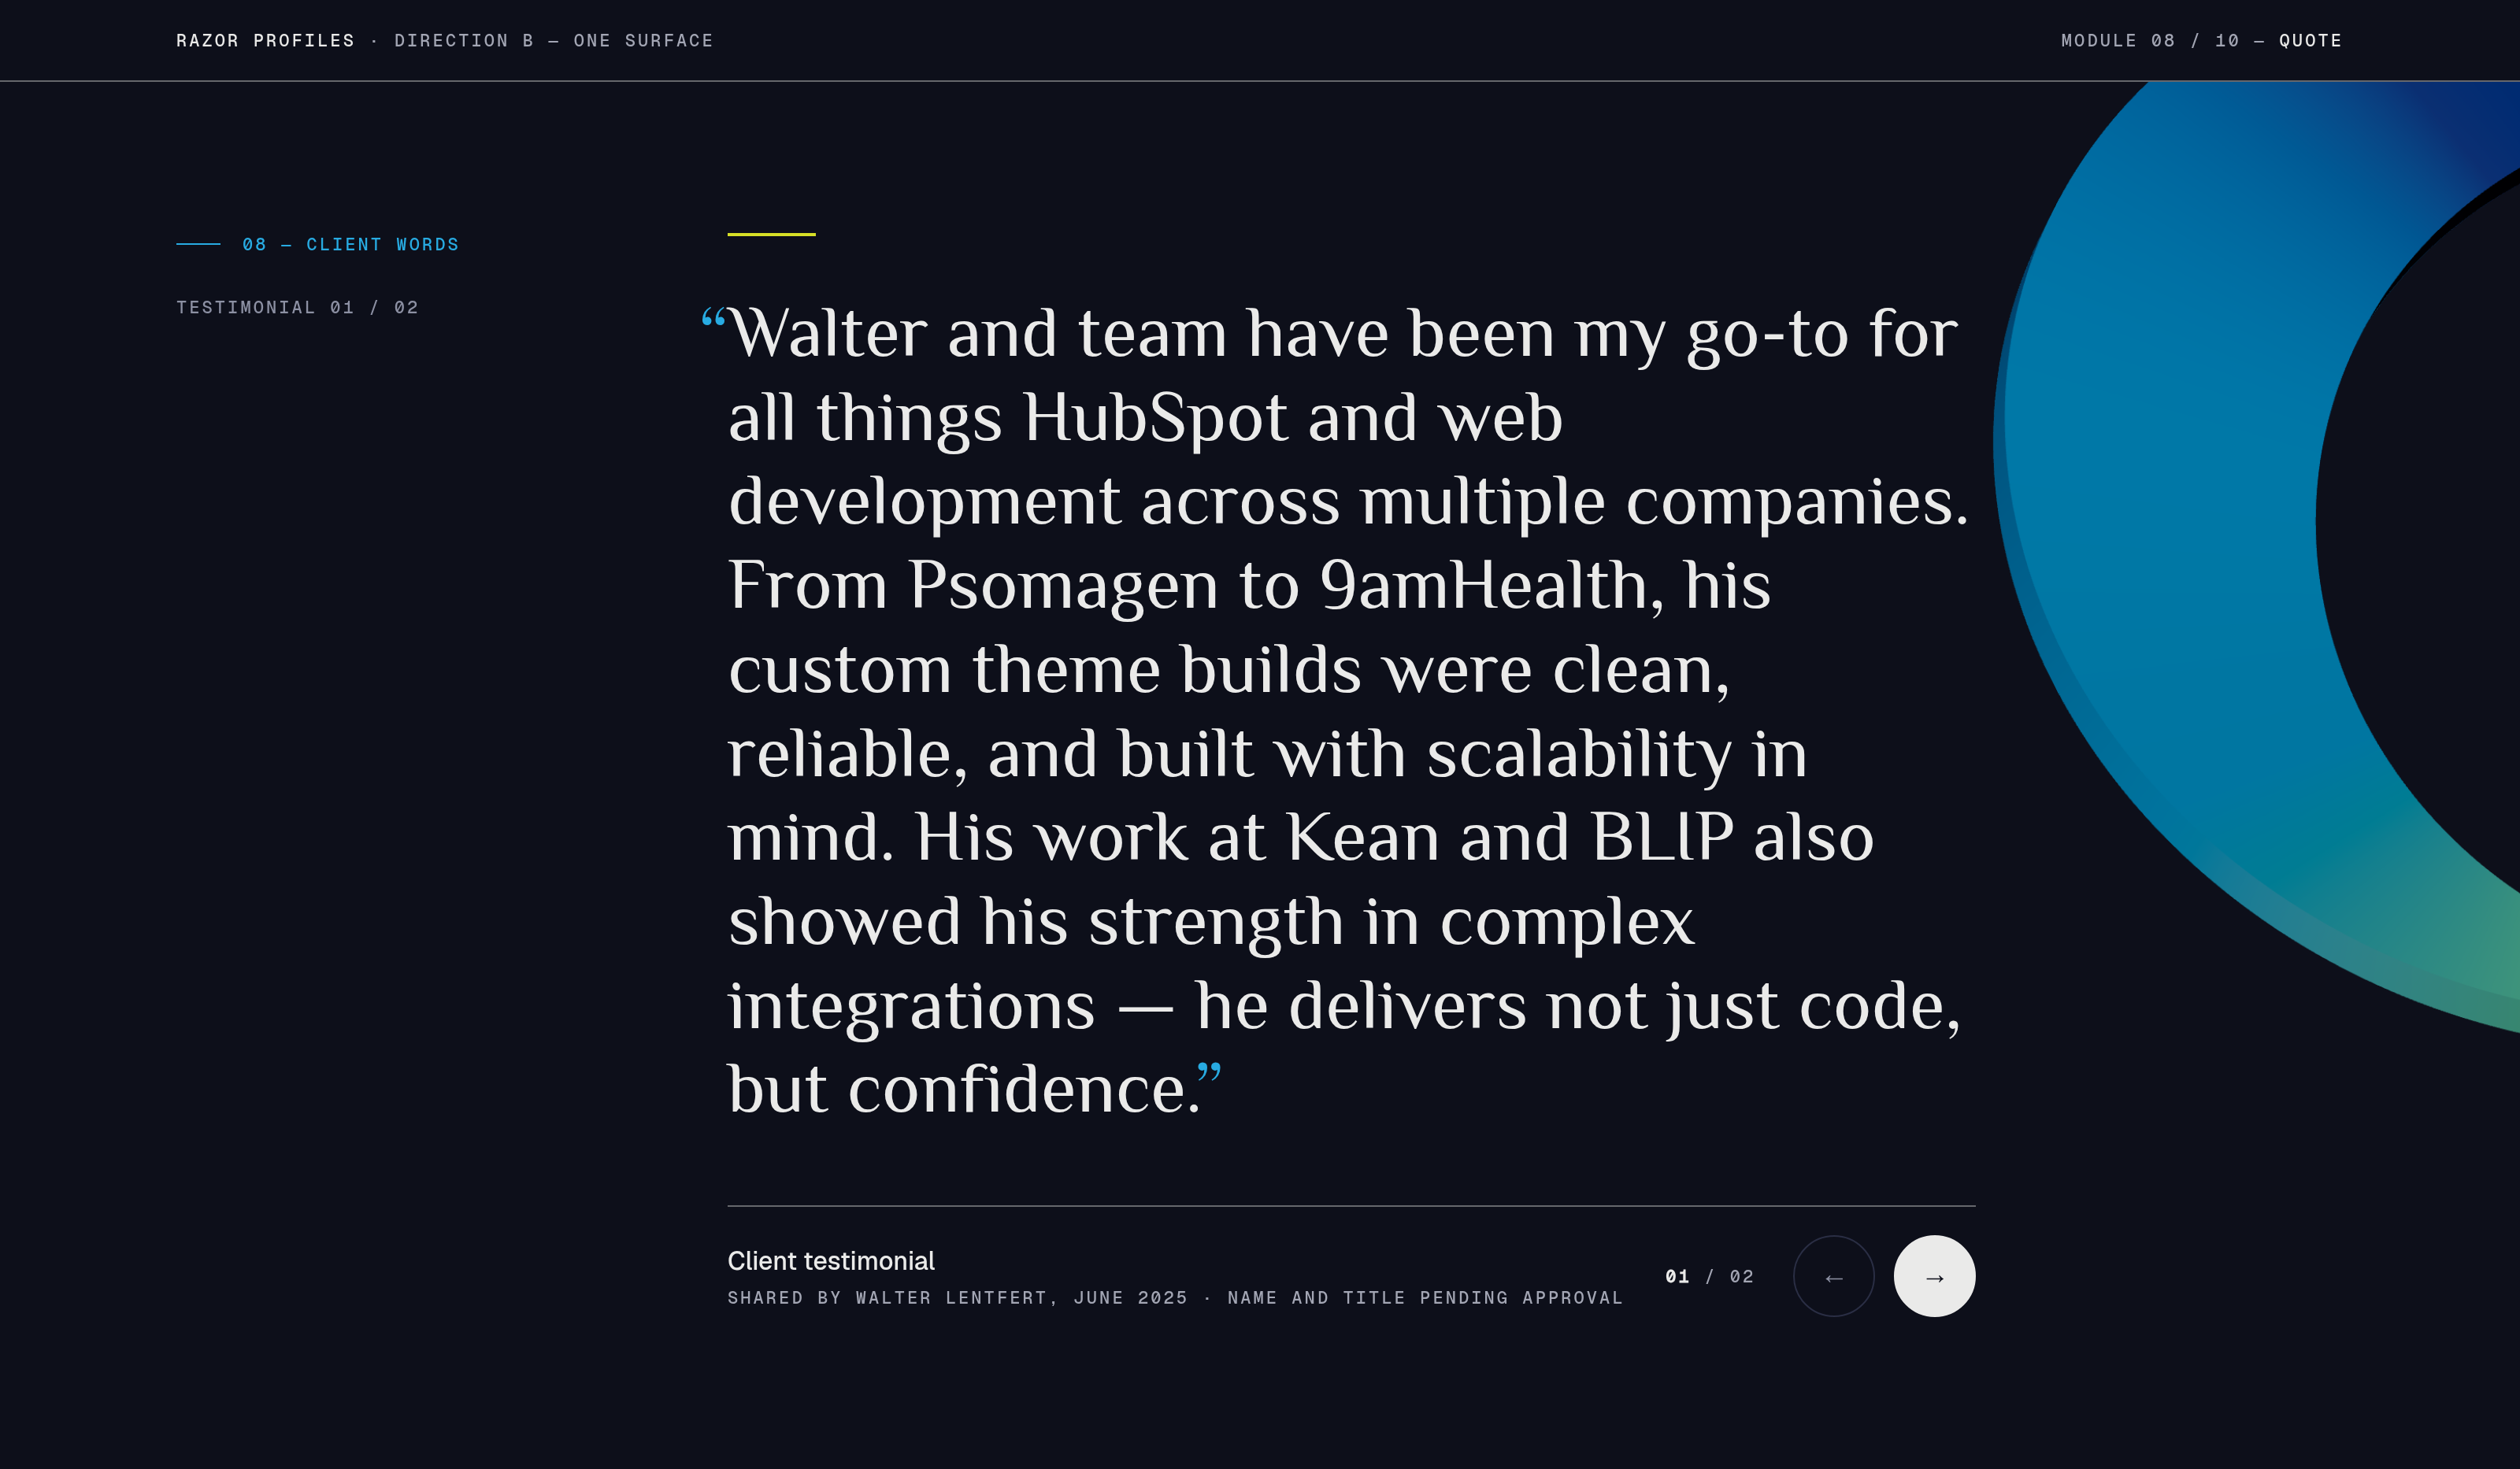 RAZOR PROFILES · DIRECTION B — ONE SURFACE
MODULE 08 / 10 — QUOTE
08 — CLIENT WORDS
TESTIMONIAL 01 / 02
“Walter and team have been my go-to for
all things HubSpot and web
development across multiple companies.
From Psomagen to 9amHealth, his
custom theme builds were clean,
reliable, and built with scalability in
mind. His work at Kean and BLIP also
showed his strength in complex
integrations — he delivers not just code,
but confidence.”
Client testimonial
SHARED BY WALTER LENTFERT, JUNE 2025 · NAME AND TITLE PENDING APPROVAL
01 / 02
← →